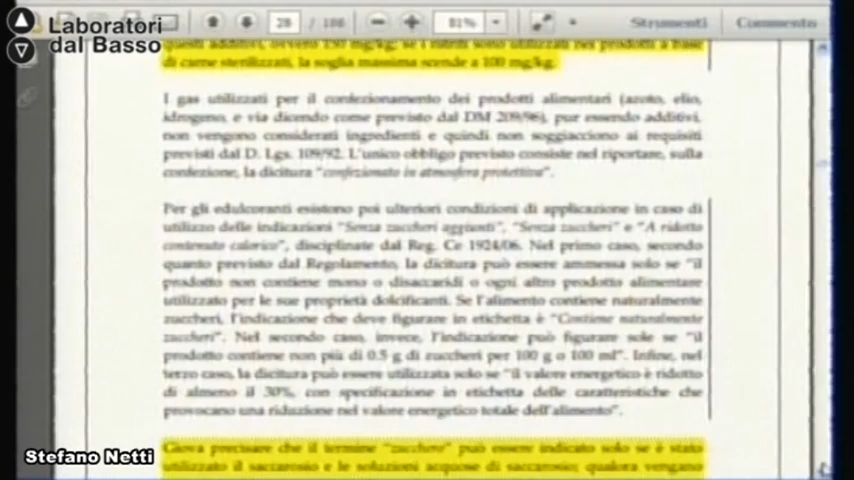 Laboratori
dal Basso
28 / 188
81%
Strumenti
Commento
questi additivi, ovvero 150 mg/kg; se i nitriti sono utilizzati nei prodotti a base
di carne sterilizzati, la soglia massima scende a 100 mg/kg.
I gas utilizzati per il confezionamento dei prodotti alimentari (azoto, elio,
idrogeno, e via dicendo come previsto dal DM 209/96), pur essendo additivi,
non vengono considerati ingredienti e quindi non soggiacciono ai requisiti
previsti dal D. Lgs. 109/92. L'unico obbligo previsto consiste nel riportare, sulla
confezione, la dicitura "confezionato in atmosfera protettiva".
Per gli edulcoranti esistono poi ulteriori condizioni di applicazione in caso di
utilizzo delle indicazioni "Senza zuccheri aggiunti", "Senza zuccheri" e "A ridotto
contenuto calorico", disciplinate dal Reg. Ce 1924/06. Nel primo caso, secondo
quanto previsto dal Regolamento, la dicitura può essere ammessa solo se "il
prodotto non contiene mono o disaccaridi o ogni altro prodotto alimentare
utilizzato per le sue proprietà dolcificanti. Se l'alimento contiene naturalmente
zuccheri, l'indicazione che deve figurare in etichetta è "Contiene naturalmente
zuccheri". Nel secondo caso, invece, l'indicazione può figurare solo se "il
prodotto contiene non più di 0.5 g di zuccheri per 100 g o 100 ml". Infine, nel
terzo caso, la dicitura può essere utilizzata solo se "il valore energetico è ridotto
di almeno il 30%, con specificazione in etichetta delle caratteristiche che
provocano una riduzione nel valore energetico totale dell'alimento".
Giova precisare che il termine "zucchero" può essere indicato solo se è stato
utilizzato il saccarosio e le soluzioni acquose di saccarosio; qualora vengano
Stefano Netti